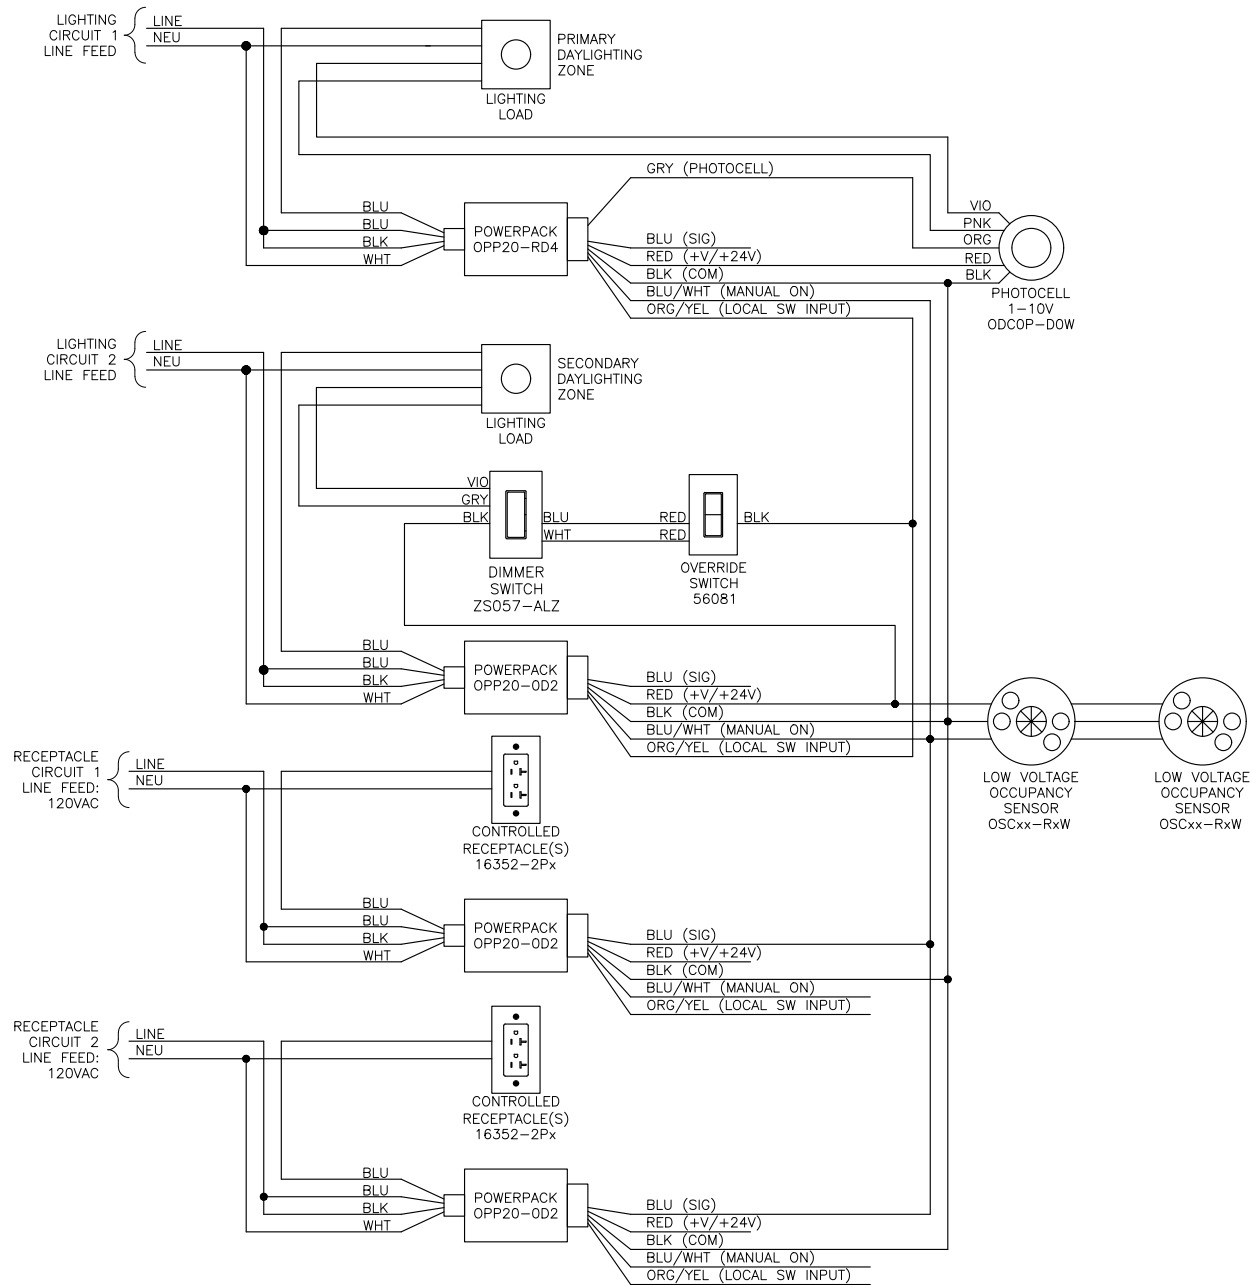 LIGHTING
CIRCUIT 1
LINE FEED
LINE
NEU
PRIMARY
DAYLIGHTING
ZONE
LIGHTING
LOAD
GRY (PHOTOCELL)
BLU
BLU
BLK
WHT
POWERPACK
OPP20-RD4
BLU (SIG)
RED (+V/+24V)
BLK (COM)
BLU/WHT (MANUAL ON)
ORG/YEL (LOCAL SW INPUT)
VIO
PNK
ORG
RED
BLK
PHOTOCELL
1-10V
ODC0P-D0W
LIGHTING
CIRCUIT 2
LINE FEED
LINE
NEU
SECONDARY
DAYLIGHTING
ZONE
LIGHTING
LOAD
VIO
GRY
BLK
BLU
WHT
RED
RED
BLK
DIMMER
SWITCH
ZS057-ALZ
OVERRIDE
SWITCH
56081
BLU
BLU
BLK
WHT
POWERPACK
OPP20-0D2
BLU (SIG)
RED (+V/+24V)
BLK (COM)
BLU/WHT (MANUAL ON)
ORG/YEL (LOCAL SW INPUT)
LOW VOLTAGE
OCCUPANCY
SENSOR
OSCxx-RxW
LOW VOLTAGE
OCCUPANCY
SENSOR
OSCxx-RxW
RECEPTACLE
CIRCUIT 1
LINE FEED:
120VAC
LINE
NEU
CONTROLLED
RECEPTACLE(S)
16352-2Px
BLU
BLU
BLK
WHT
POWERPACK
OPP20-0D2
BLU (SIG)
RED (+V/+24V)
BLK (COM)
BLU/WHT (MANUAL ON)
ORG/YEL (LOCAL SW INPUT)
RECEPTACLE
CIRCUIT 2
LINE FEED:
120VAC
LINE
NEU
CONTROLLED
RECEPTACLE(S)
16352-2Px
BLU
BLU
BLK
WHT
POWERPACK
OPP20-0D2
BLU (SIG)
RED (+V/+24V)
BLK (COM)
BLU/WHT (MANUAL ON)
ORG/YEL (LOCAL SW INPUT)